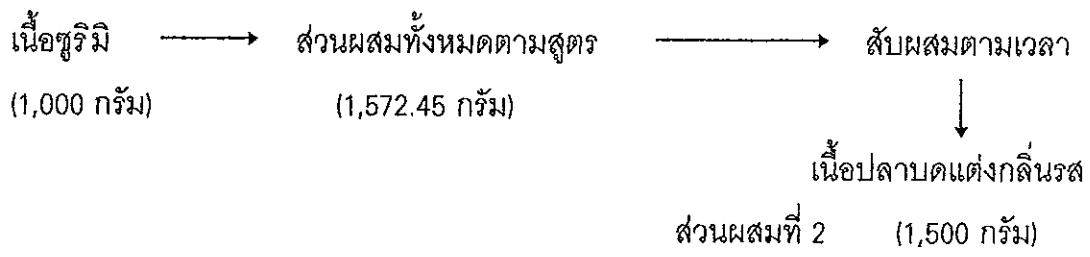 เนื้อซูริมิ ส่วนผสมทั้งหมดตามสูตร สับผสมตามเวลา
(1,000 กรัม) (1,572.45 กรัม)
เนื้อปลาบดแต่งกลิ่นรส
ส่วนผสมที่ 2 (1,500 กรัม)